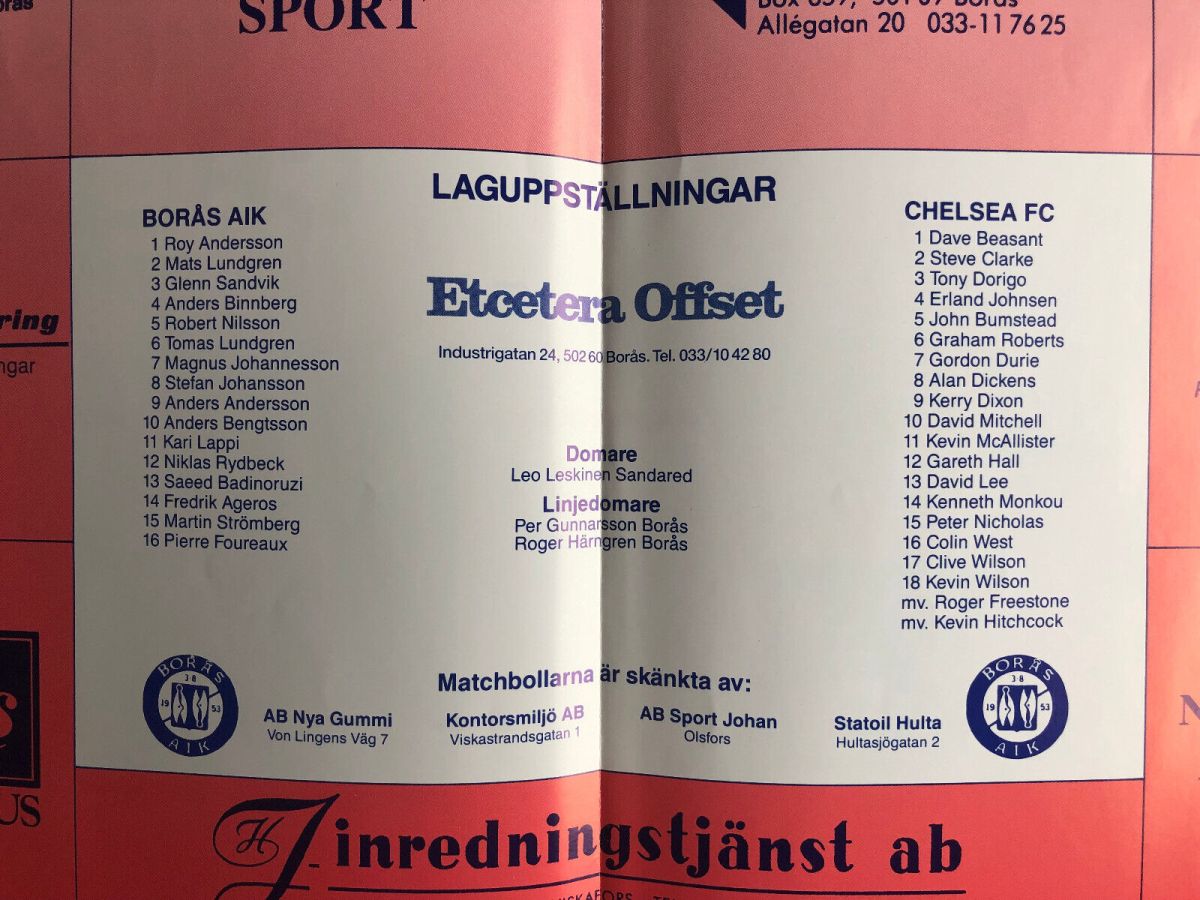 SPORT
Allégatan 20 033-11 76 25
LAGUPPSTÄLLNINGAR
BORÅS AIK
1 Roy Andersson
2 Mats Lundgren
3 Glenn Sandvik
4 Anders Binnberg
5 Robert Nilsson
6 Tomas Lundgren
7 Magnus Johannesson
8 Stefan Johansson
9 Anders Andersson
10 Anders Bengtsson
11 Kari Lappi
12 Niklas Rydbeck
13 Saeed Badinoruzi
14 Fredrik Ageros
15 Martin Strömberg
16 Pierre Foureaux
Etcetera Offset
Industrigatan 24, 502 60 Borås. Tel. 033/10 42 80
Domare
Leo Leskinen Sandared
Linjedomare
Per Gunnarsson Borås
Roger Härngren Borås
CHELSEA FC
1 Dave Beasant
2 Steve Clarke
3 Tony Dorigo
4 Erland Johnsen
5 John Bumstead
6 Graham Roberts
7 Gordon Durie
8 Alan Dickens
9 Kerry Dixon
10 David Mitchell
11 Kevin McAllister
12 Gareth Hall
13 David Lee
14 Kenneth Monkou
15 Peter Nicholas
16 Colin West
17 Clive Wilson
18 Kevin Wilson
mv. Roger Freestone
mv. Kevin Hitchcock
Matchbollarna är skänkta av:
AB Nya Gummi
Von Lingens Väg 7
Kontorsmiljö AB
Viskastrandsgatan 1
AB Sport Johan
Olsfors
Statoil Hulta
Hultasjögatan 2
BORÅS
38
19 53
AIK
BORÅS
38
19 53
AIK
ring
ngar
US
H
inredningstjänst ab